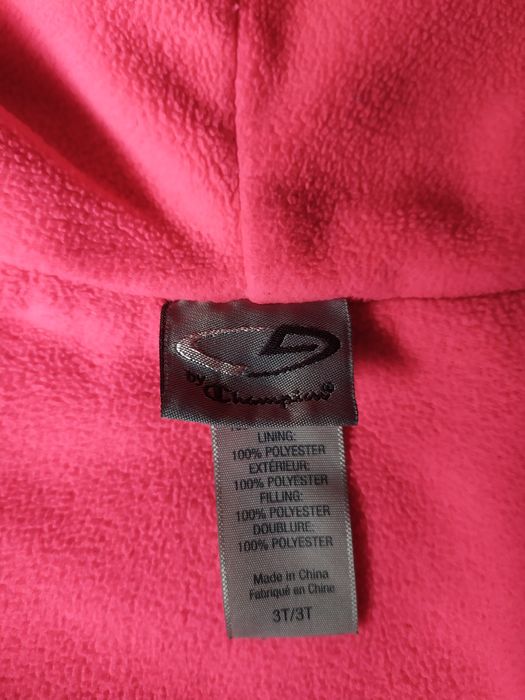 C9
by Champion®
LINING:
100% POLYESTER
EXTÉRIEUR:
100% POLYESTER
FILLING:
100% POLYESTER
DOUBLURE:
100% POLYESTER
Made in China
Fabriqué en Chine
3T/3T